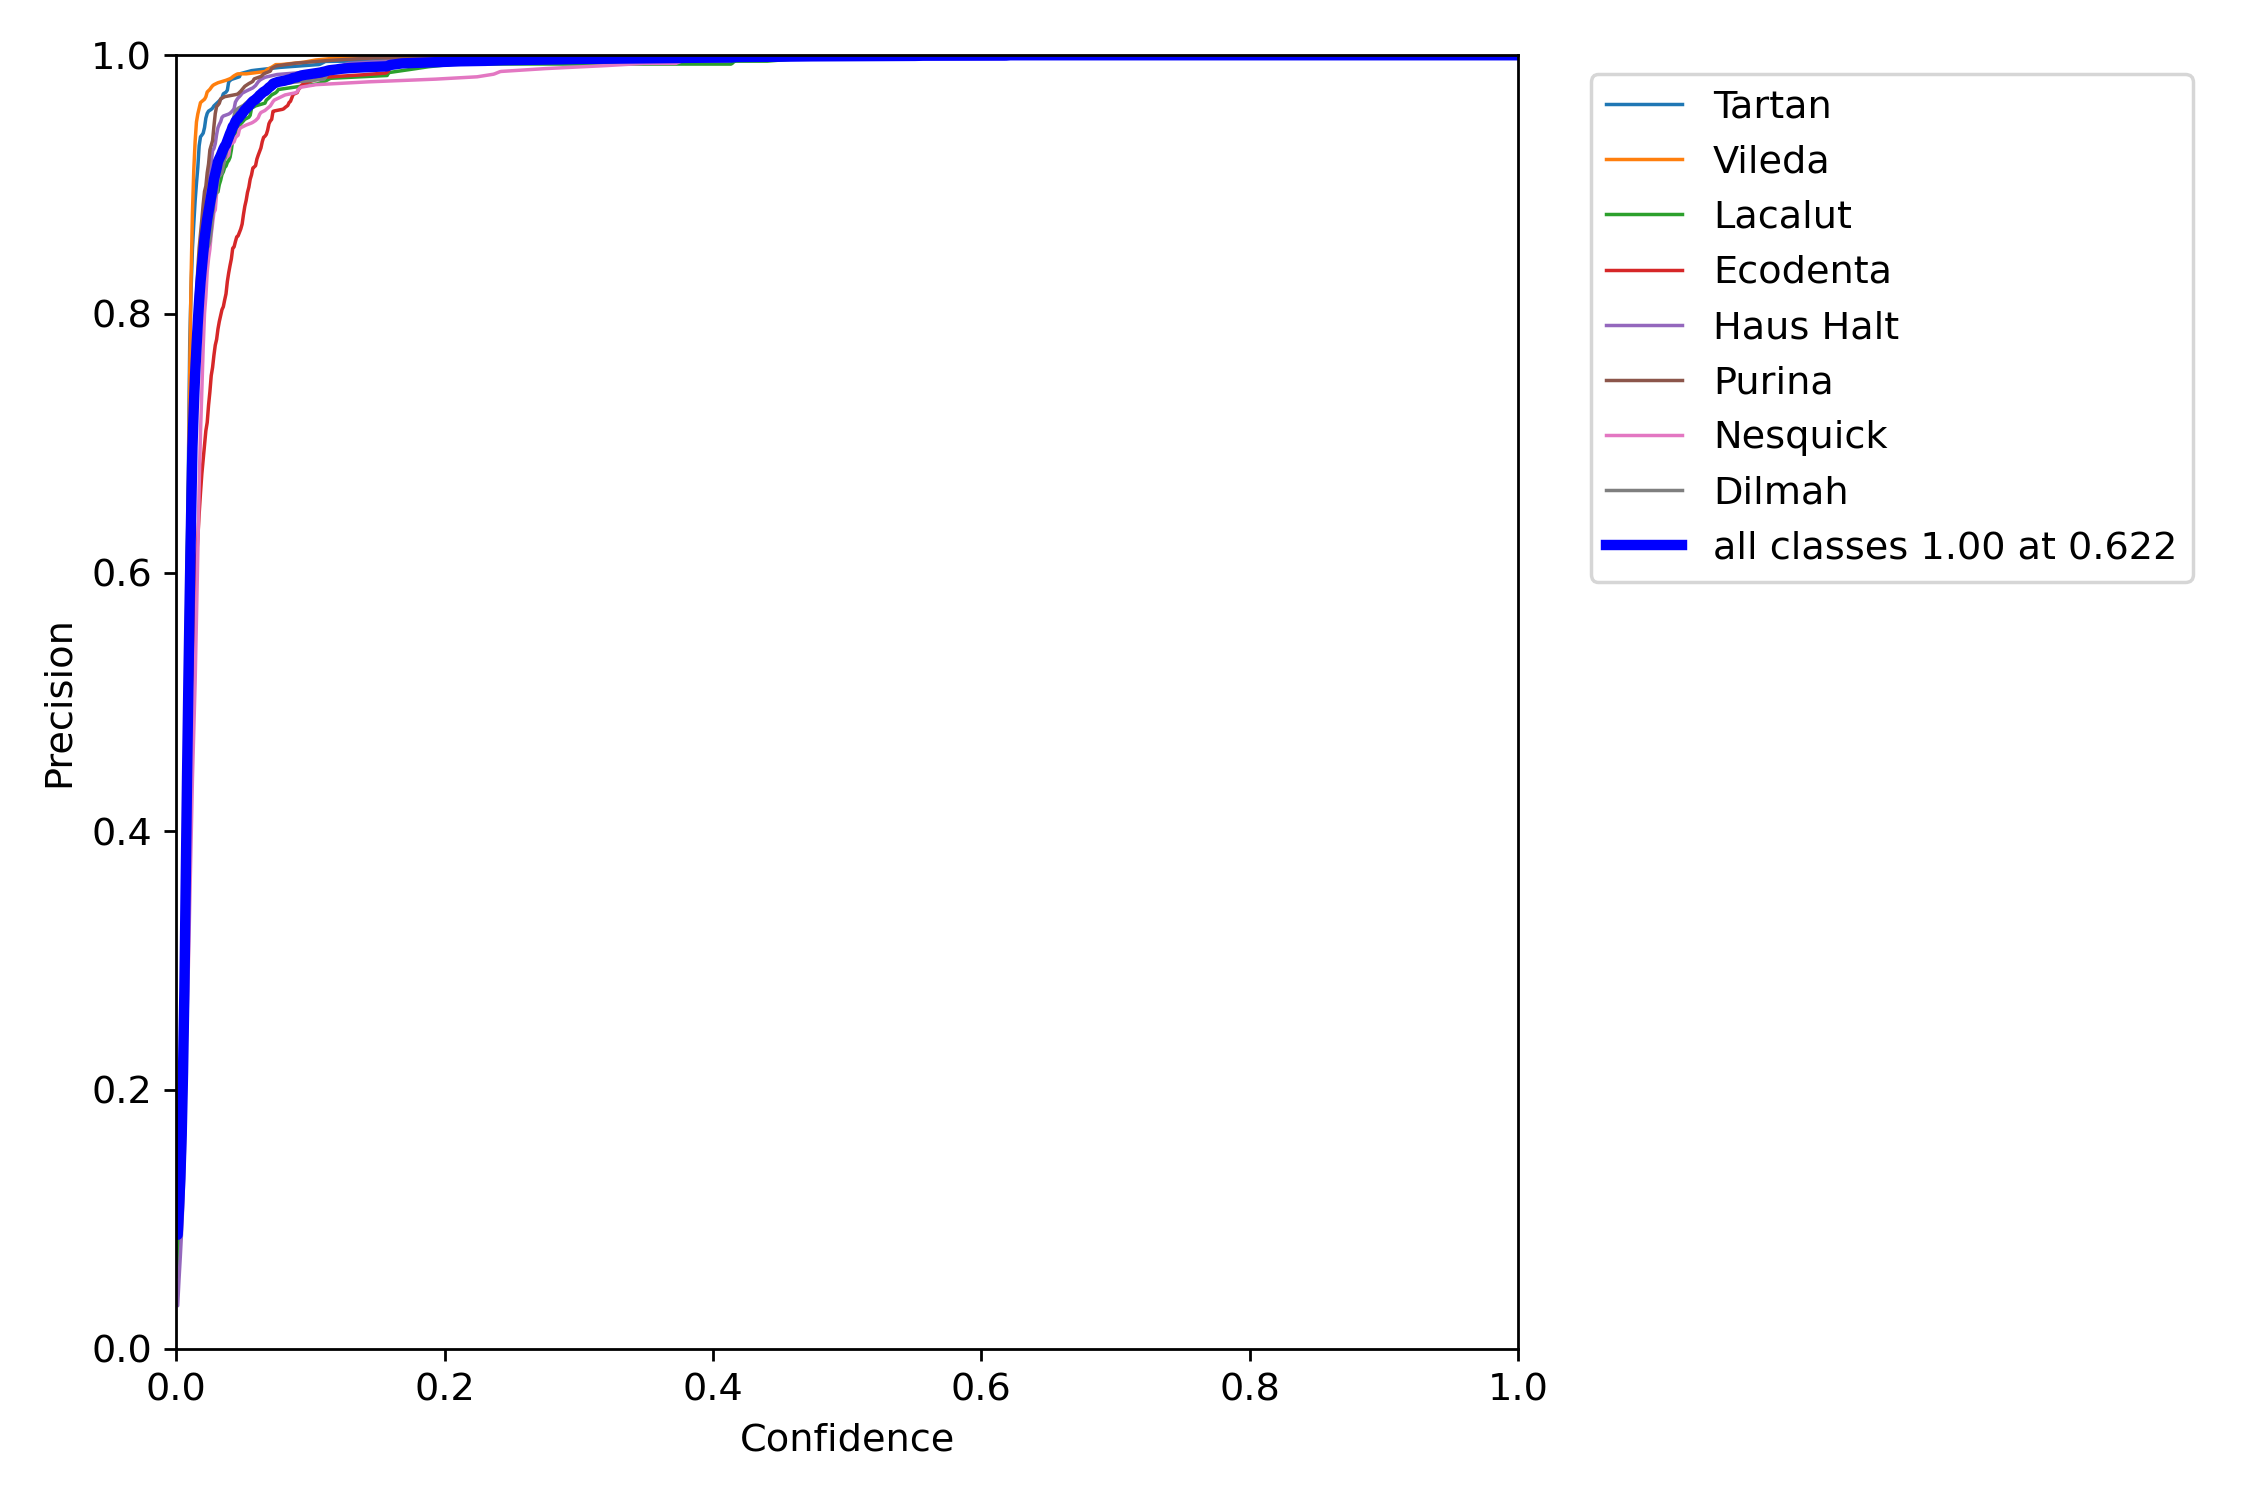 1.0
0.8
0.6
0.4
0.2
0.0
Precision
0.0 0.2 0.4 0.6 0.8 1.0
Confidence
Tartan
Vileda
Lacalut
Ecodenta
Haus Halt
Purina
Nesquick
Dilmah
all classes 1.00 at 0.622